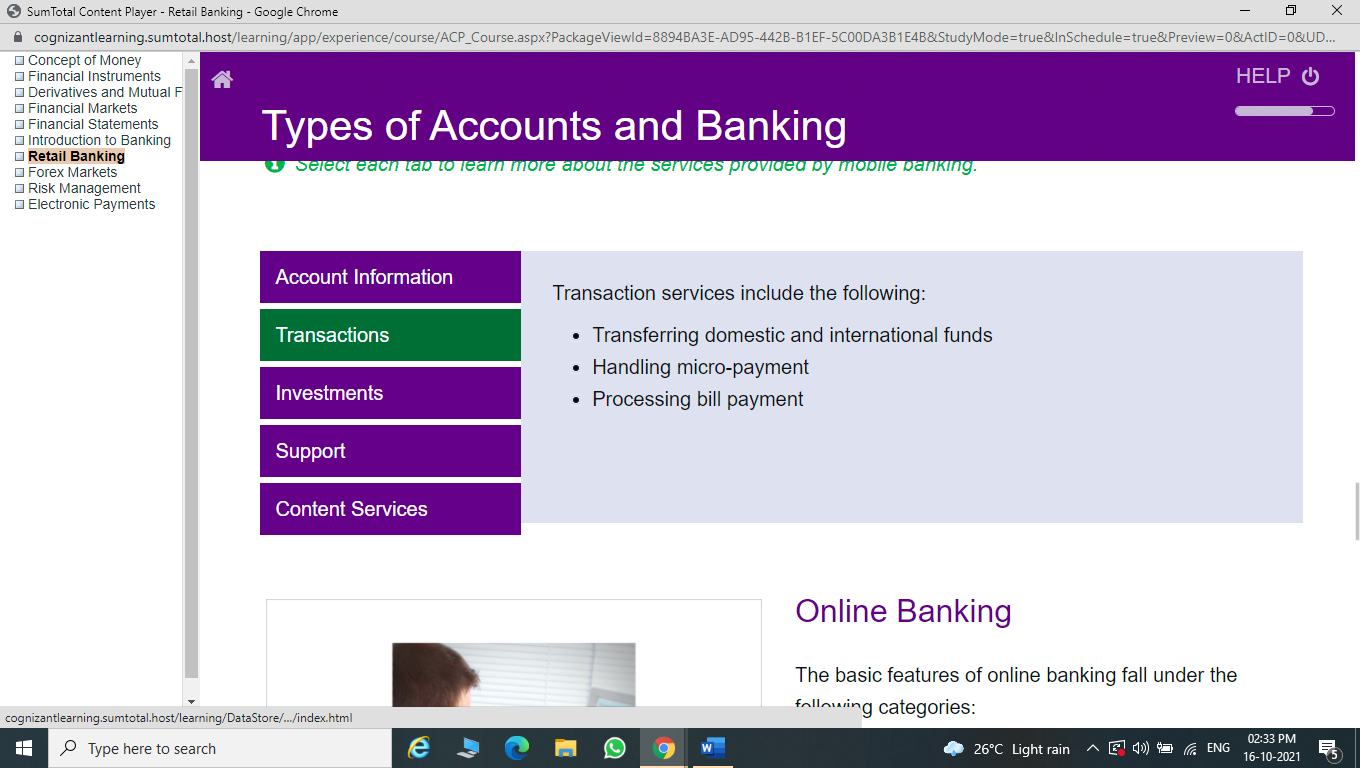 SumTotal Content Player - Retail Banking - Google Chrome
cognizantlearning.sumtotal.host/learning/app/experience/course/ACP_Course.aspx?PackageViewId=8894BA3E-AD95-442B-B1EF-5C00DA3B1E4B&StudyMode=true&InSchedule=true&Preview=0&ActID=0&UD...
Concept of Money
Financial Instruments
Derivatives and Mutual F
Financial Markets
Financial Statements
Introduction to Banking
Retail Banking
Forex Markets
Risk Management
Electronic Payments
HELP
Types of Accounts and Banking
Select each tab to learn more about the services provided by mobile banking.
Account Information
Transactions
Investments
Support
Content Services
Transaction services include the following:
• Transferring domestic and international funds
• Handling micro-payment
• Processing bill payment
Online Banking
The basic features of online banking fall under the
following categories:
cognizantlearning.sumtotal.host/learning/DataStore/.../index.html
Type here to search
26°C Light rain
ENG
02:33 PM
16-10-2021
5